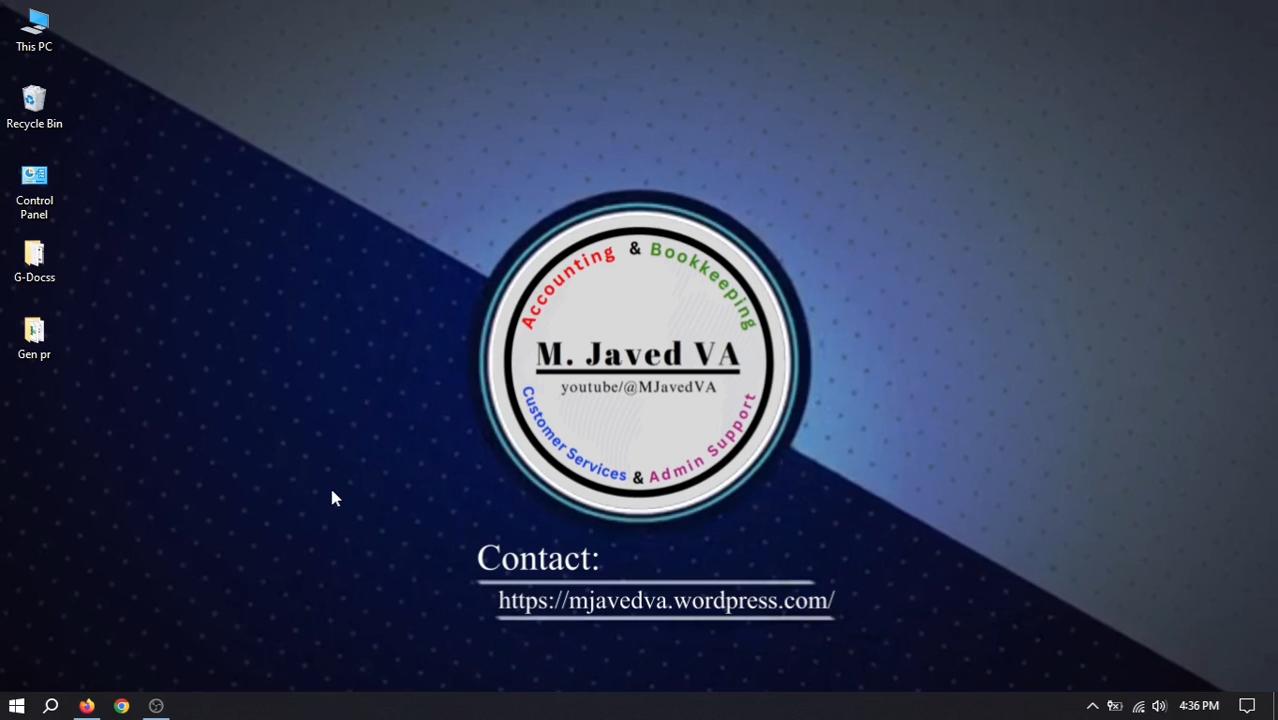 This PC
Recycle Bin
Control
Panel
G-Docss
Gen pr
Accounting & Bookkeeping
M. Javed VA
youtube/@MJavedVA
Customer Services & Admin Support
Contact:
https://mjavedva.wordpress.com/
4:36 PM